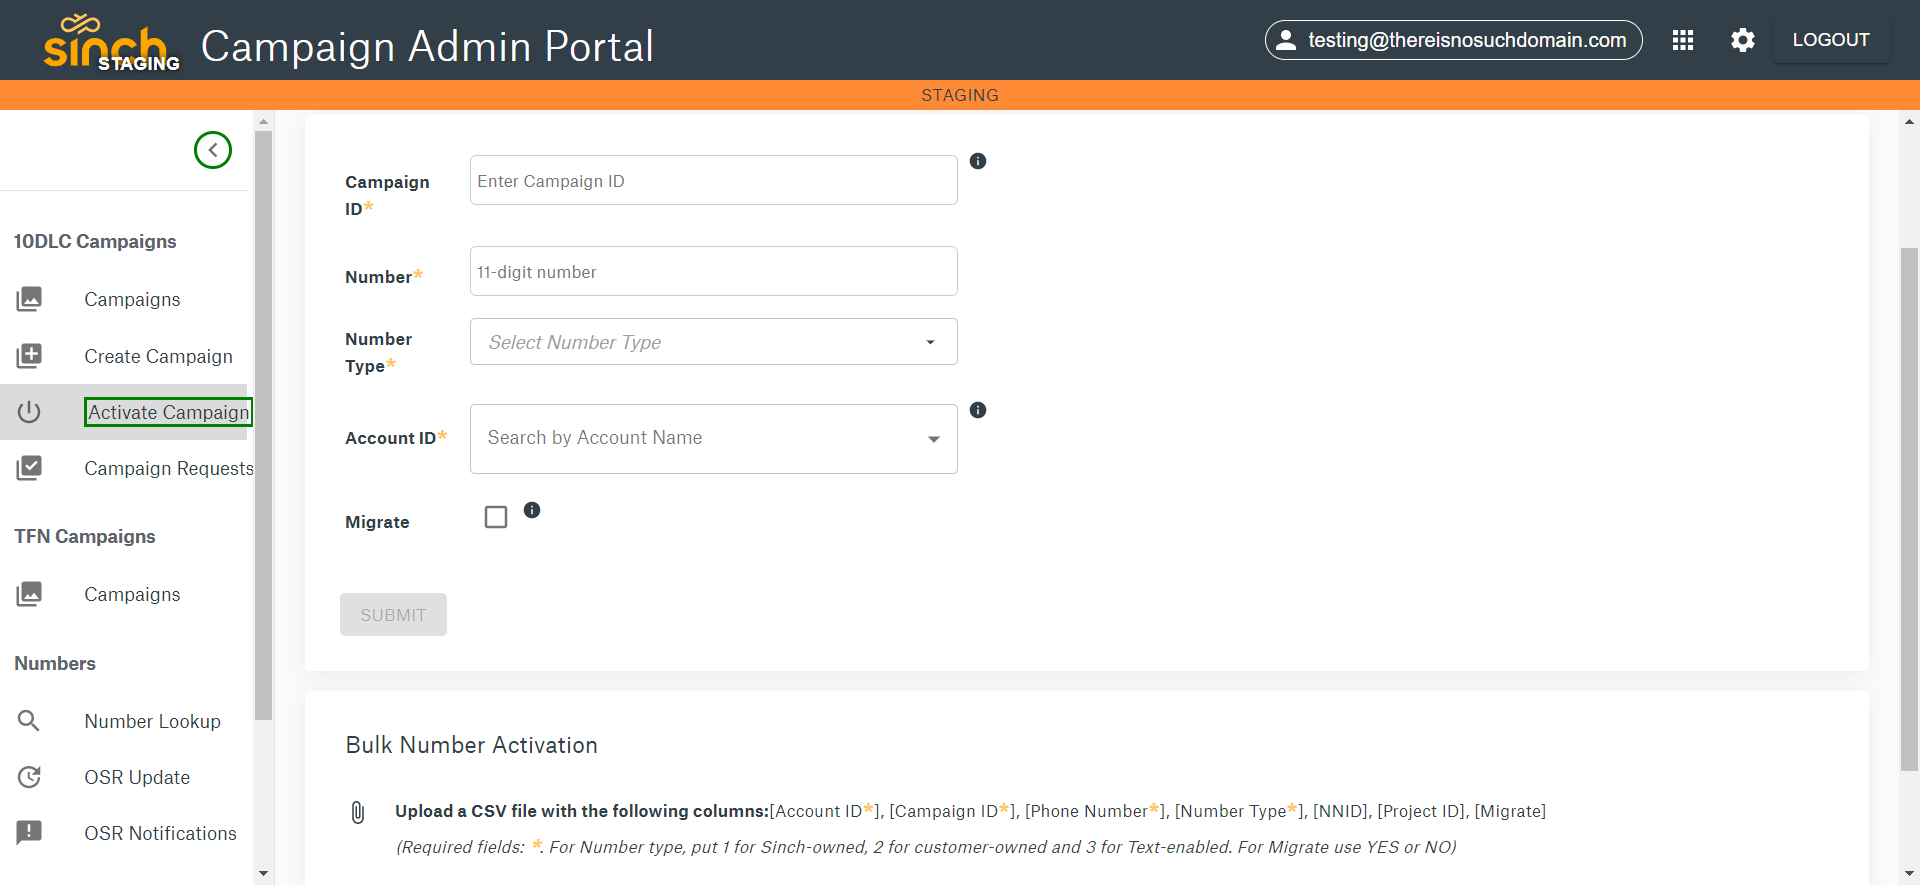 sinch
STAGING
Campaign Admin Portal
testing@thereisnosuchdomain.com
LOGOUT
STAGING
10DLC Campaigns
Campaigns
Create Campaign
Activate Campaign
Campaign Requests
TFN Campaigns
Campaigns
Numbers
Number Lookup
OSR Update
OSR Notifications
Campaign
ID*
Enter Campaign ID
Number*
11-digit number
Number
Type*
Select Number Type
Account ID*
Search by Account Name
Migrate
SUBMIT
Bulk Number Activation
Upload a CSV file with the following columns:[Account ID*], [Campaign ID*], [Phone Number*], [Number Type*], [NNID], [Project ID], [Migrate]
(Required fields: *. For Number type, put 1 for Sinch-owned, 2 for customer-owned and 3 for Text-enabled. For Migrate use YES or NO)